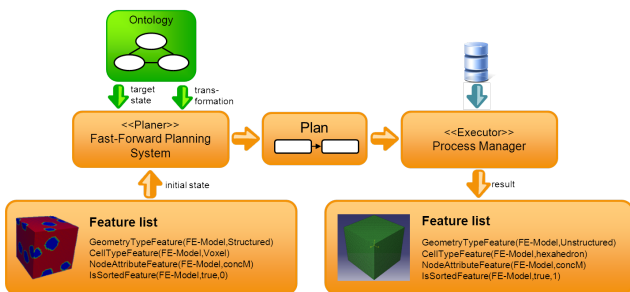 Ontology
target
state
trans-
formation
<<Planer>>
Fast-Forward Planning
System
Plan
<<Executor>>
Process Manager
initial state
result
Feature list
GeometryTypeFeature(FE-Model,Structured)
CellTypeFeature(FE-Model,Voxel)
NodeAttributeFeature(FE-Model,concM)
IsSortedFeature(FE-Model,true,0)
Feature list
GeometryTypeFeature(FE-Model,Unstructured)
CellTypeFeature(FE-Model,hexahedron)
NodeAttributeFeature(FE-Model,concM)
IsSortedFeature(FE-Model,true,1)